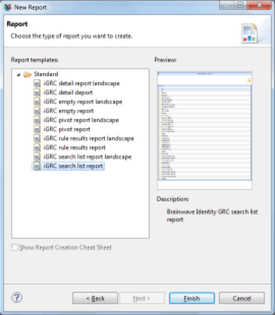 New Report
Report
Choose the type of report you want to create.
Report templates:
Standard
iGRC detail report landscape
iGRC detail deport
iGRC empty report landscape
iGRC empty report
iGRC pivot report landscape
iGRC pivot report
iGRC rule results report landscape
iGRC rule results report
iGRC search list report landscape
iGRC search list report
Preview:
Description:
Brainwave Identity GRC search list
report
Show Report Creation Cheat Sheet
?
< Back
Next >
Finish
Cancel